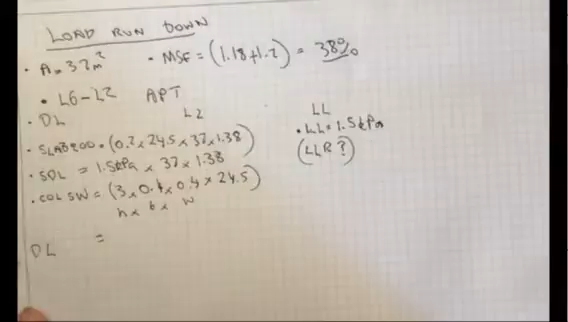 LOAD RUN DOWN
• A = 37m² • MSF = (1.18+1.2) = 38%
• L6-L2 APT
• DL L2 LL
• SLAB200 = (0.2 x 24.5 x 37 x 1.38) • LL = 1.5kPa
• SDL = 1.5kPa x 37 x 1.38 (LLR?)
• COL SW = (3 x 0.4 x 0.4 x 24.5)
h x b x W
DL =